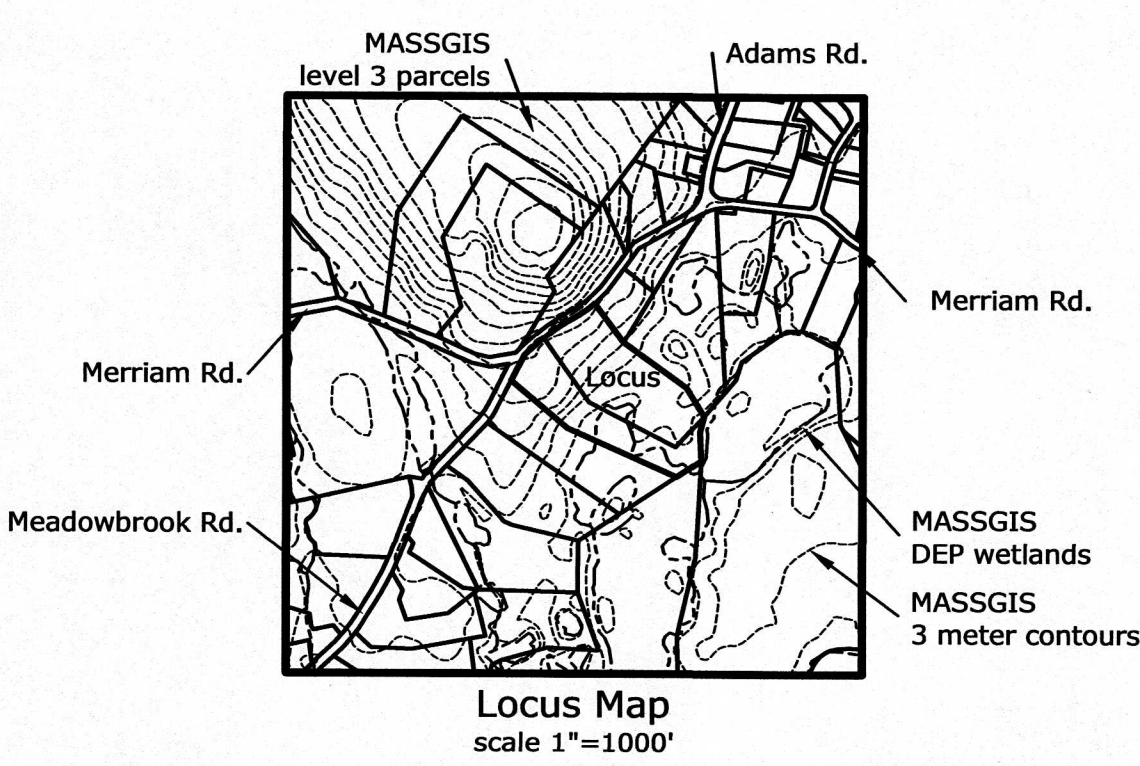 MASSGIS
level 3 parcels
Adams Rd.
Merriam Rd.
Merriam Rd.
Locus
Meadowbrook Rd.
MASSGIS
DEP wetlands
MASSGIS
3 meter contours
Locus Map
scale 1"=1000'